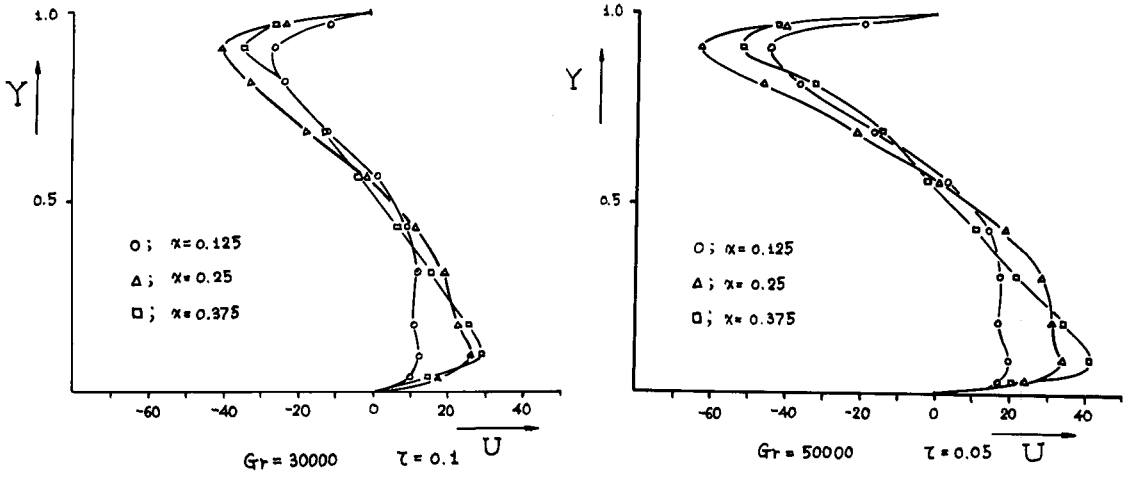 1.0
Y
0.5
O; x=0.125
△; x=0.25
□; x=0.375
-60 -40 -20 0 20 40
U
Gr=30000 τ=0.1
1.0
Y
0.5
O; x=0.125
△; x=0.25
□; x=0.375
-60 -40 -20 0 20 40
U
Gr=50000 τ=0.05